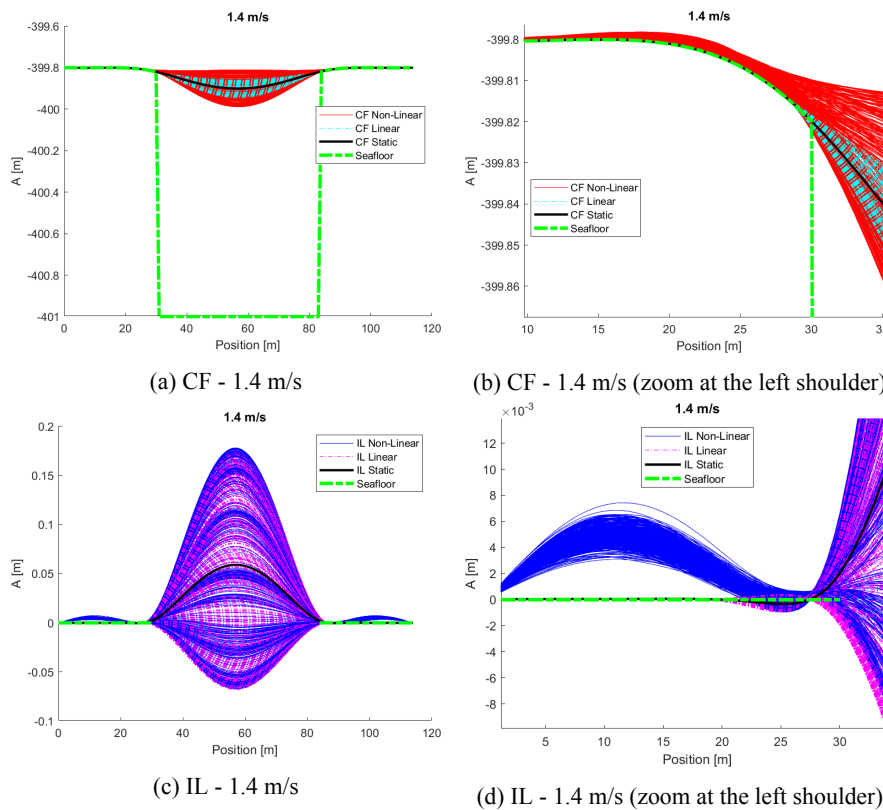 1.4 m/s
-399.6
-399.8
-400
-400.2
-400.4
-400.6
-400.8
-401
A [m]
0 20 40 60 80 100 120
Position [m]
CF Non-Linear
CF Linear
CF Static
Seafloor
(a) CF - 1.4 m/s
1.4 m/s
-399.8
-399.81
-399.82
-399.83
-399.84
-399.85
-399.86
A [m]
10 15 20 25 30
Position [m]
CF Non-Linear
CF Linear
CF Static
Seafloor
(b) CF - 1.4 m/s (zoom at the left shoulder)
1.4 m/s
0.2
0.15
0.1
0.05
0
-0.05
-0.1
A [m]
0 20 40 60 80 100 120
Position [m]
IL Non-Linear
IL Linear
IL Static
Seafloor
(c) IL - 1.4 m/s
×10⁻³
1.4 m/s
12
10
8
6
4
2
0
-2
-4
-6
-8
A [m]
5 10 15 20 25 30
Position [m]
IL Non-Linear
IL Linear
IL Static
Seafloor
(d) IL - 1.4 m/s (zoom at the left shoulder)